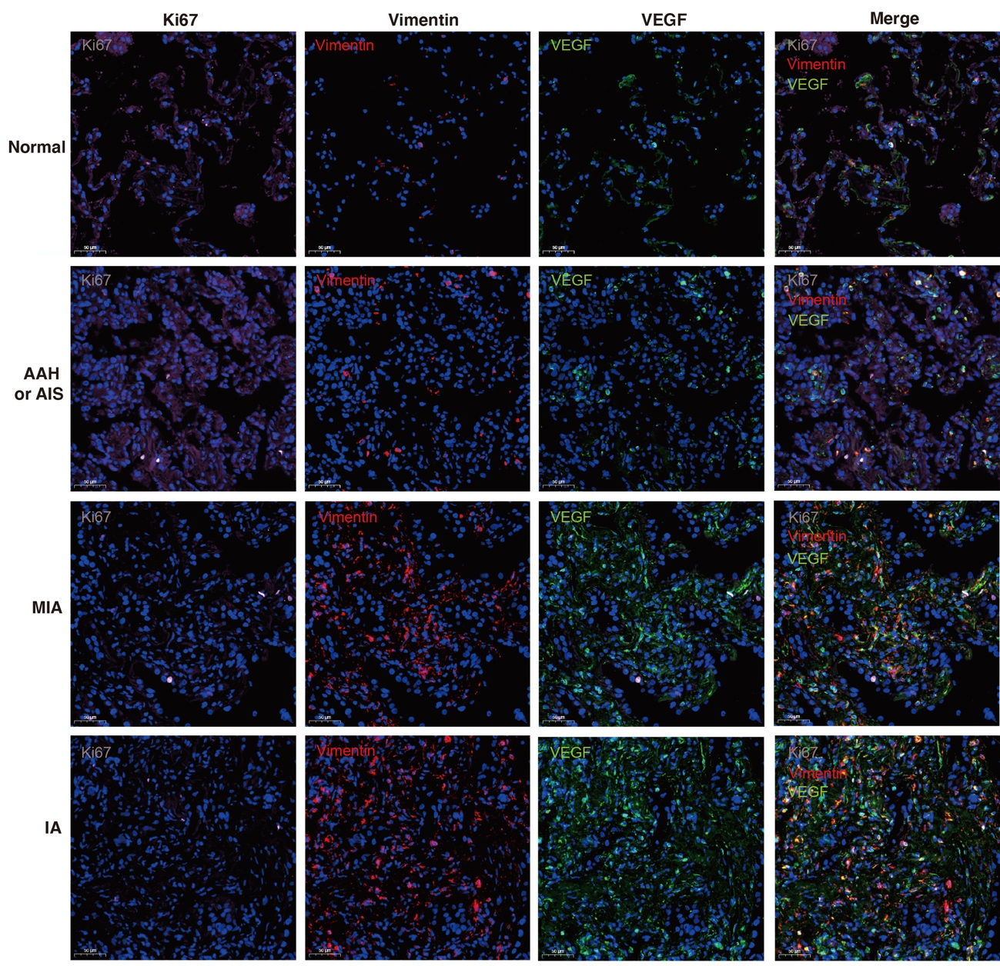 Ki67 Vimentin VEGF Merge
Normal
Ki67
Vimentin
VEGF
Ki67
Vimentin
VEGF
50 µm
50 µm
50 µm
50 µm
AAH
or AIS
Ki67
Vimentin
VEGF
Ki67
Vimentin
VEGF
50 µm
50 µm
50 µm
50 µm
MIA
Ki67
Vimentin
VEGF
Ki67
Vimentin
VEGF
50 µm
50 µm
50 µm
50 µm
IA
Ki67
Vimentin
VEGF
Ki67
Vimentin
VEGF
50 µm
50 µm
50 µm
50 µm